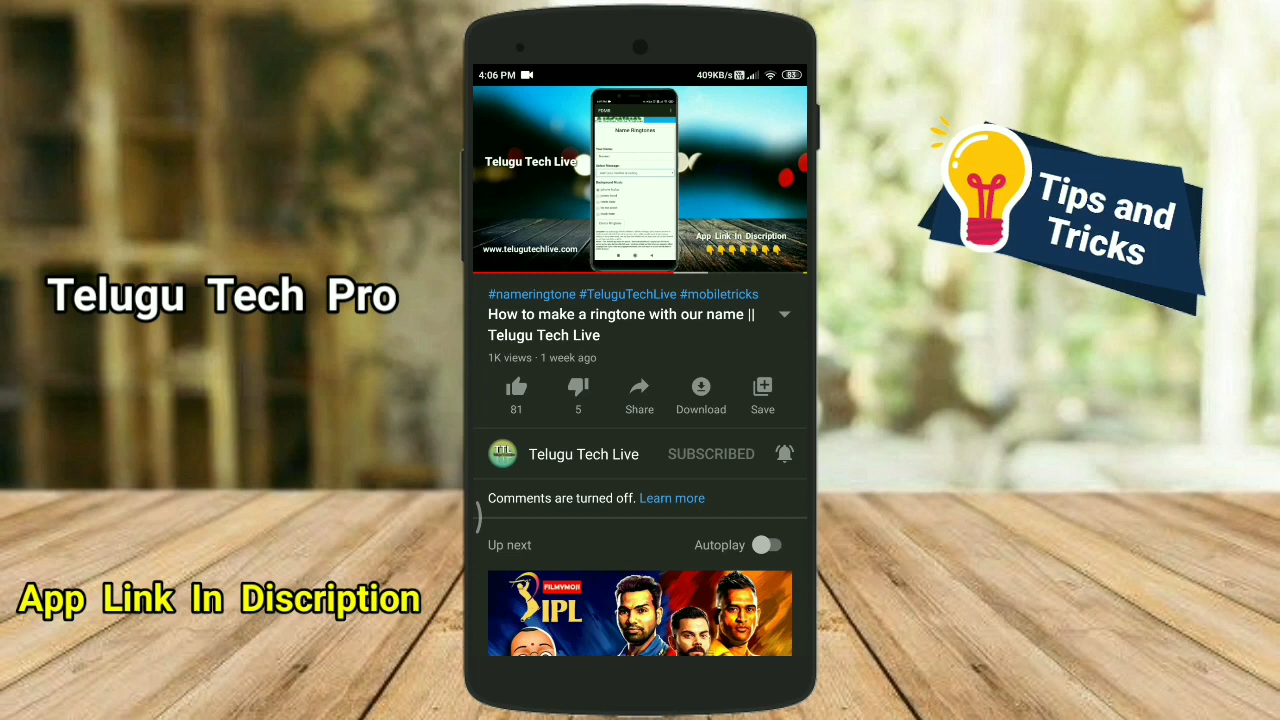 4:06 PM
409KB/s
83
Name Ringtones
Telugu Tech Live
www.telugutechlive.com
App Link In Discription
#nameringtone #TeluguTechLive #mobiletricks
How to make a ringtone with our name ||
Telugu Tech Live
1K views · 1 week ago
81
5
Share
Download
Save
TTL
Telugu Tech Live
SUBSCRIBED
Comments are turned off. Learn more
Up next
Autoplay
FILMYMOJI
IPL
Telugu Tech Pro
App Link In Discription
Tips and
Tricks